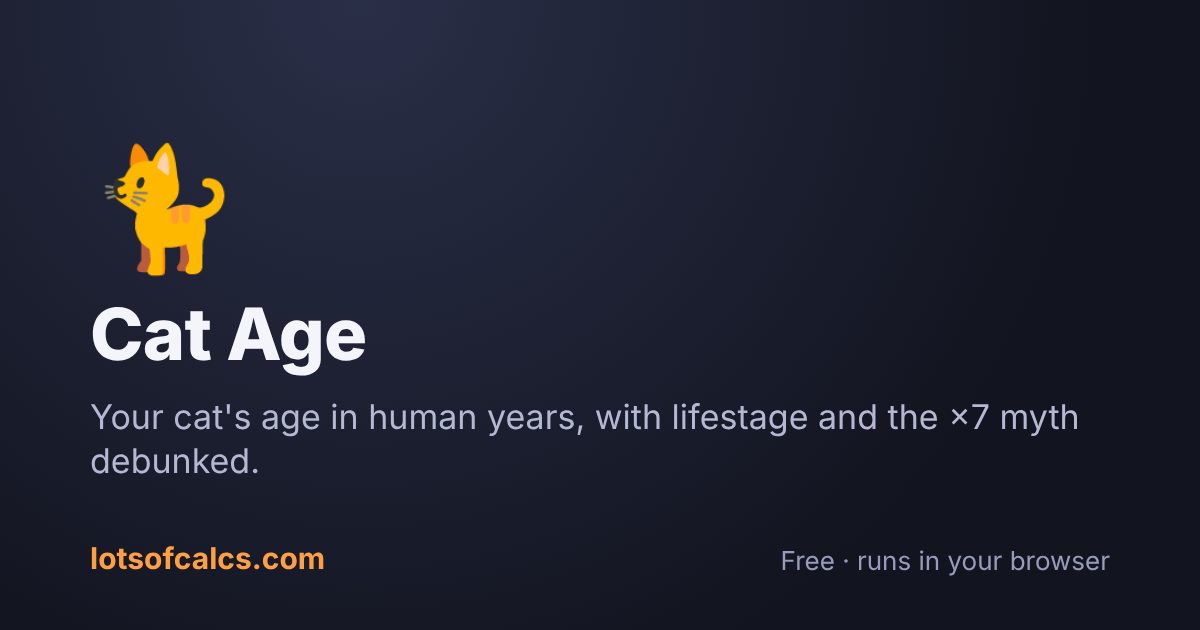 Cat Age
Your cat's age in human years, with lifestage and the ×7 myth
debunked.
lotsofcalcs.com
Free · runs in your browser